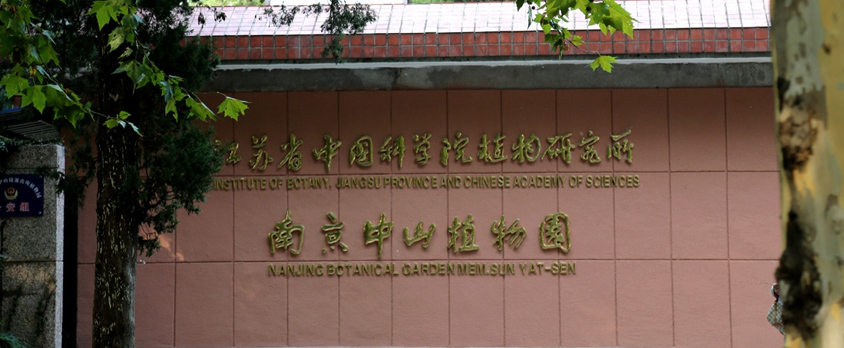 江苏省中国科学院植物研究所
INSTITUTE OF BOTANY, JIANGSU PROVINCE AND CHINESE ACADEMY OF SCIENCES
南京中山植物园
NANJING BOTANICAL GARDEN MEM.SUN YAT-SEN